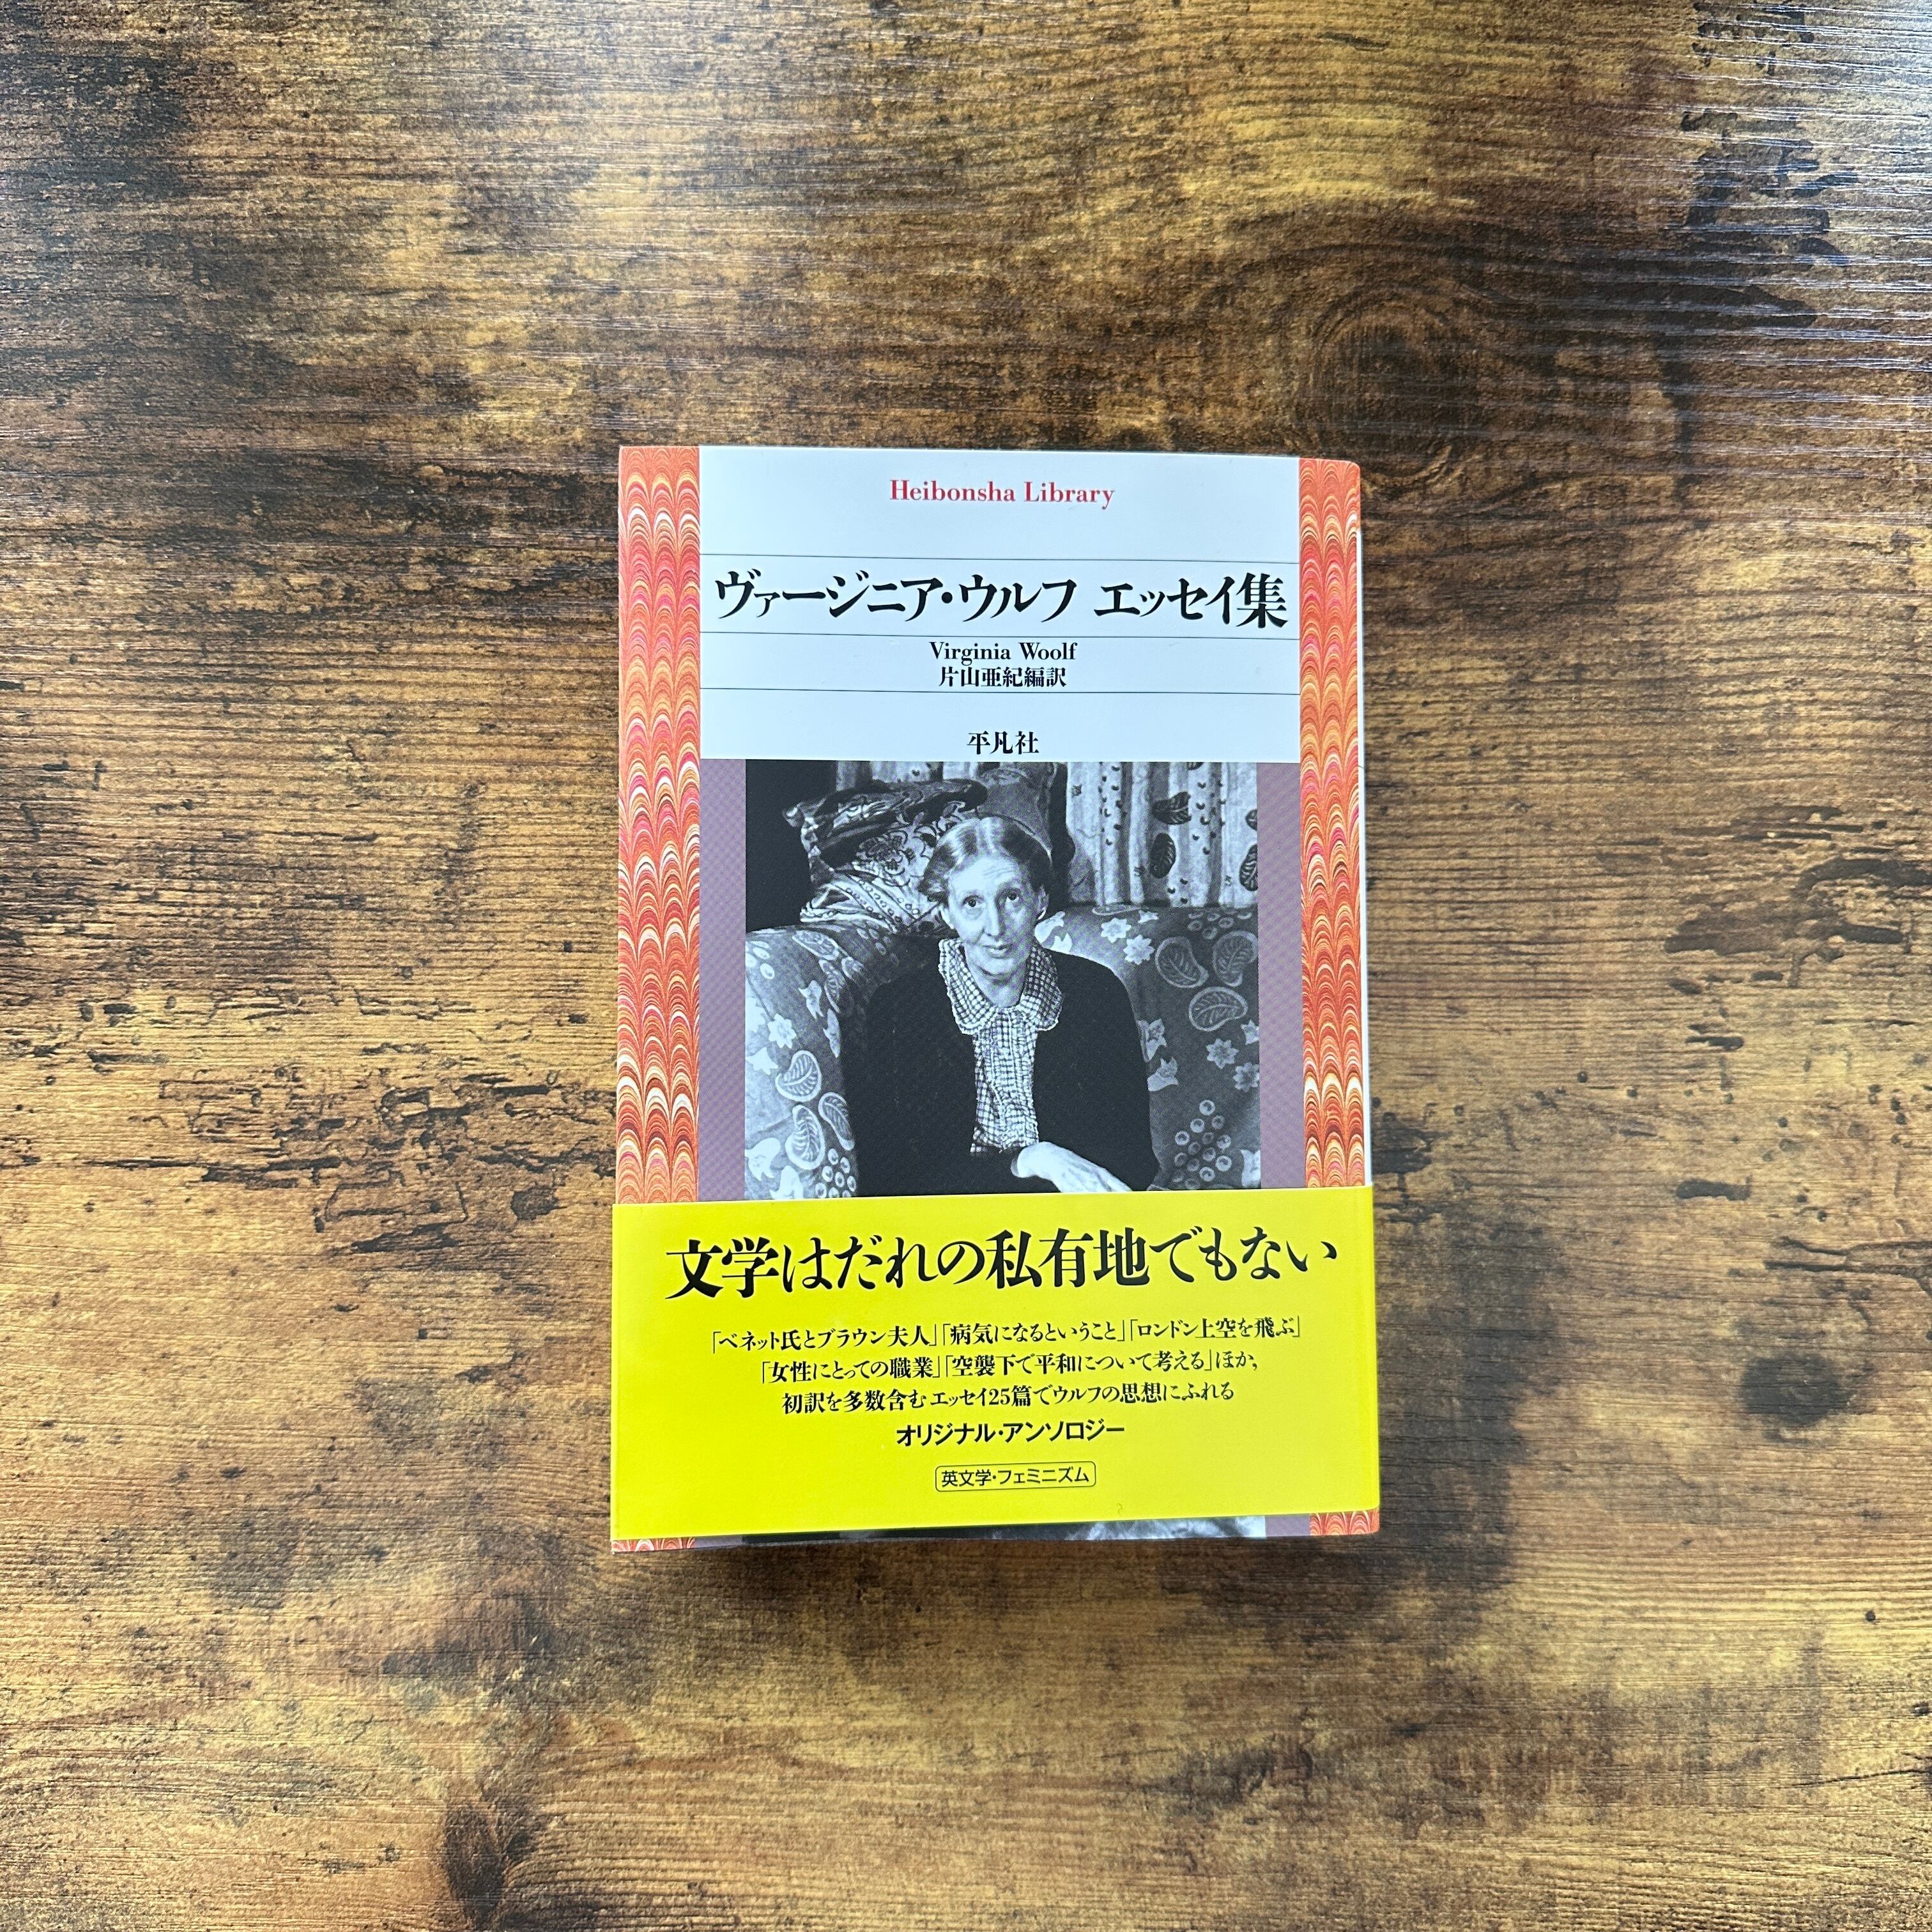 Heibonsha Library
ヴァージニア・ウルフ エッセイ集
Virginia Woolf
片山亜紀編訳
平凡社
文学はだれの私有地でもない
「ベネット氏とブラウン夫人」「病気になるということ」「ロンドン上空を飛ぶ」
「女性にとっての職業」「空襲下で平和について考える」ほか,
初訳を多数含むエッセイ25篇でウルフの思想にふれる
オリジナル・アンソロジー
英文学・フェミニズム